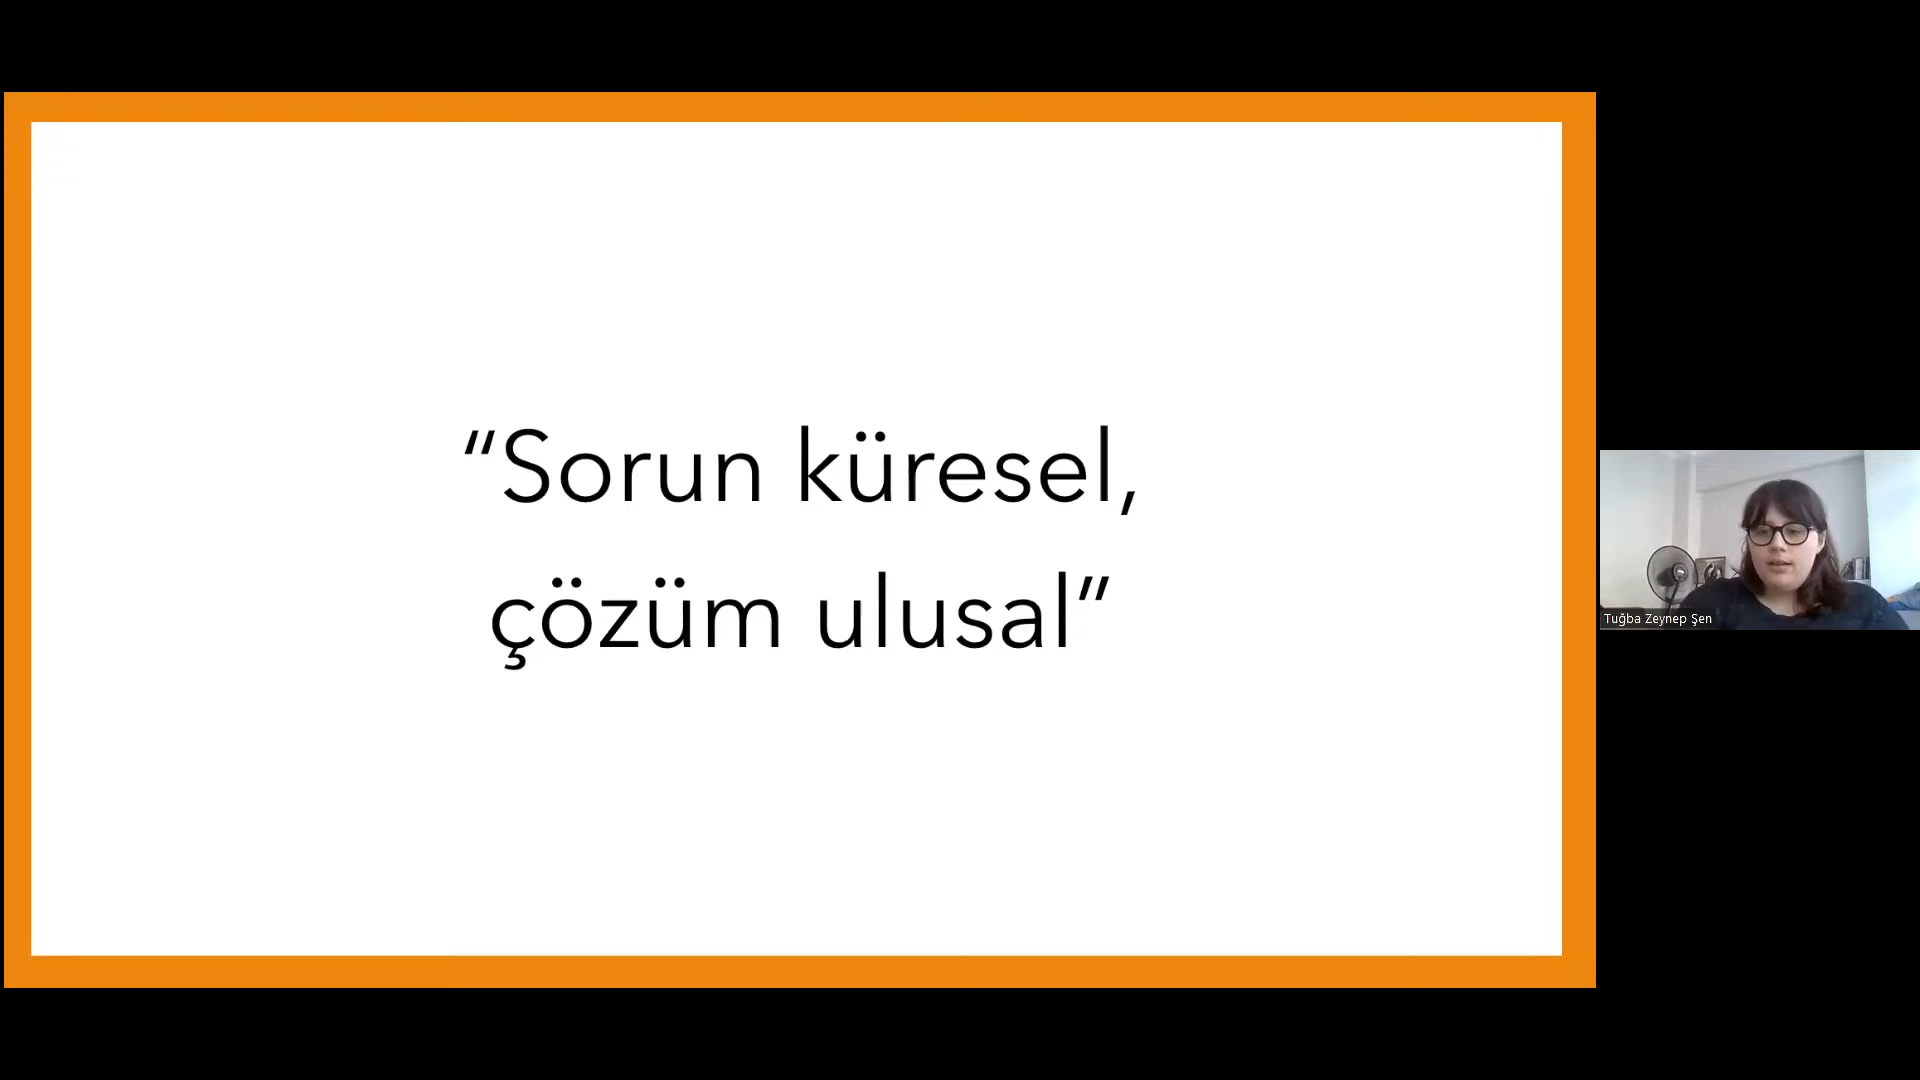 “Sorun küresel,
çözüm ulusal”
Tuğba Zeynep Şen